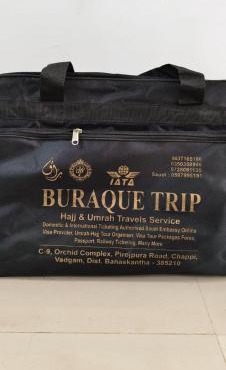 IATA
BURAQUE TRIP
Hajj & Umrah Travels Service
Domestic & International Ticketing Authorised Saudi Embassy Online
Visa Provider, Umrah Hajj Tour Organiser, Visa Tour Packages Forex,
Passport, Railway Ticketing, Many More
C-9, Orchid Complex, Pirojpura Road, Chappi,
Vadgam, Dist. Banaskantha - 385210